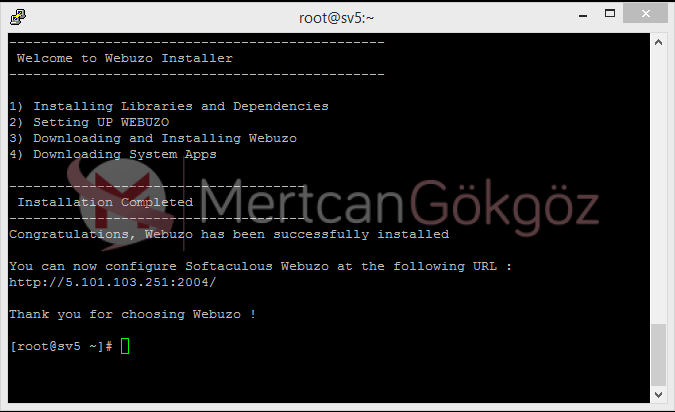 root@sv5:~
-----------------------------------------------
Welcome to Webuzo Installer
-----------------------------------------------
1) Installing Libraries and Dependencies
2) Setting UP WEBUZO
3) Downloading and Installing Webuzo
4) Downloading System Apps
-------------------------------------
Installation Completed
-------------------------------------
Congratulations, Webuzo has been successfully installed
MertcanGökgöz
You can now configure Softaculous Webuzo at the following URL :
http://5.101.103.251:2004/
Thank you for choosing Webuzo !
[root@sv5 ~]#